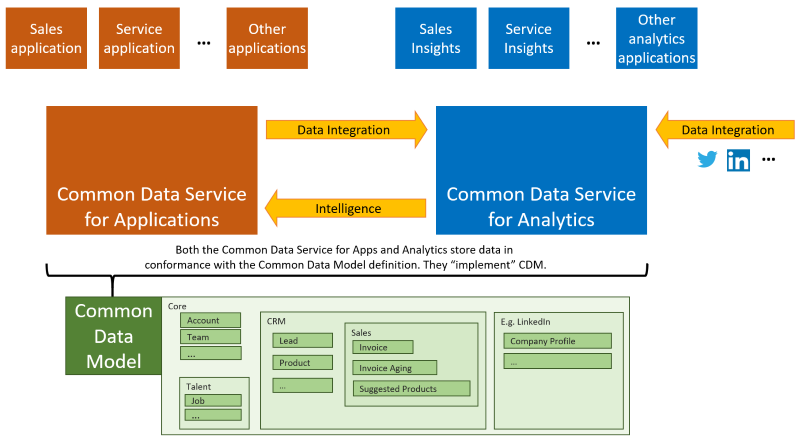 Sales
application
Service
application
...
Other
applications
Sales
Insights
Service
Insights
...
Other
analytics
applications
Common Data Service
for Applications
Data Integration
Intelligence
Common Data Service
for Analytics
Data Integration
in
...
Both the Common Data Service for Apps and Analytics store data in
conformance with the Common Data Model definition. They “implement” CDM.
Common
Data
Model
Core
Account
Team
...
Talent
Job
...
CRM
Lead
Product
...
Sales
Invoice
Invoice Aging
Suggested Products
E.g. LinkedIn
Company Profile
...